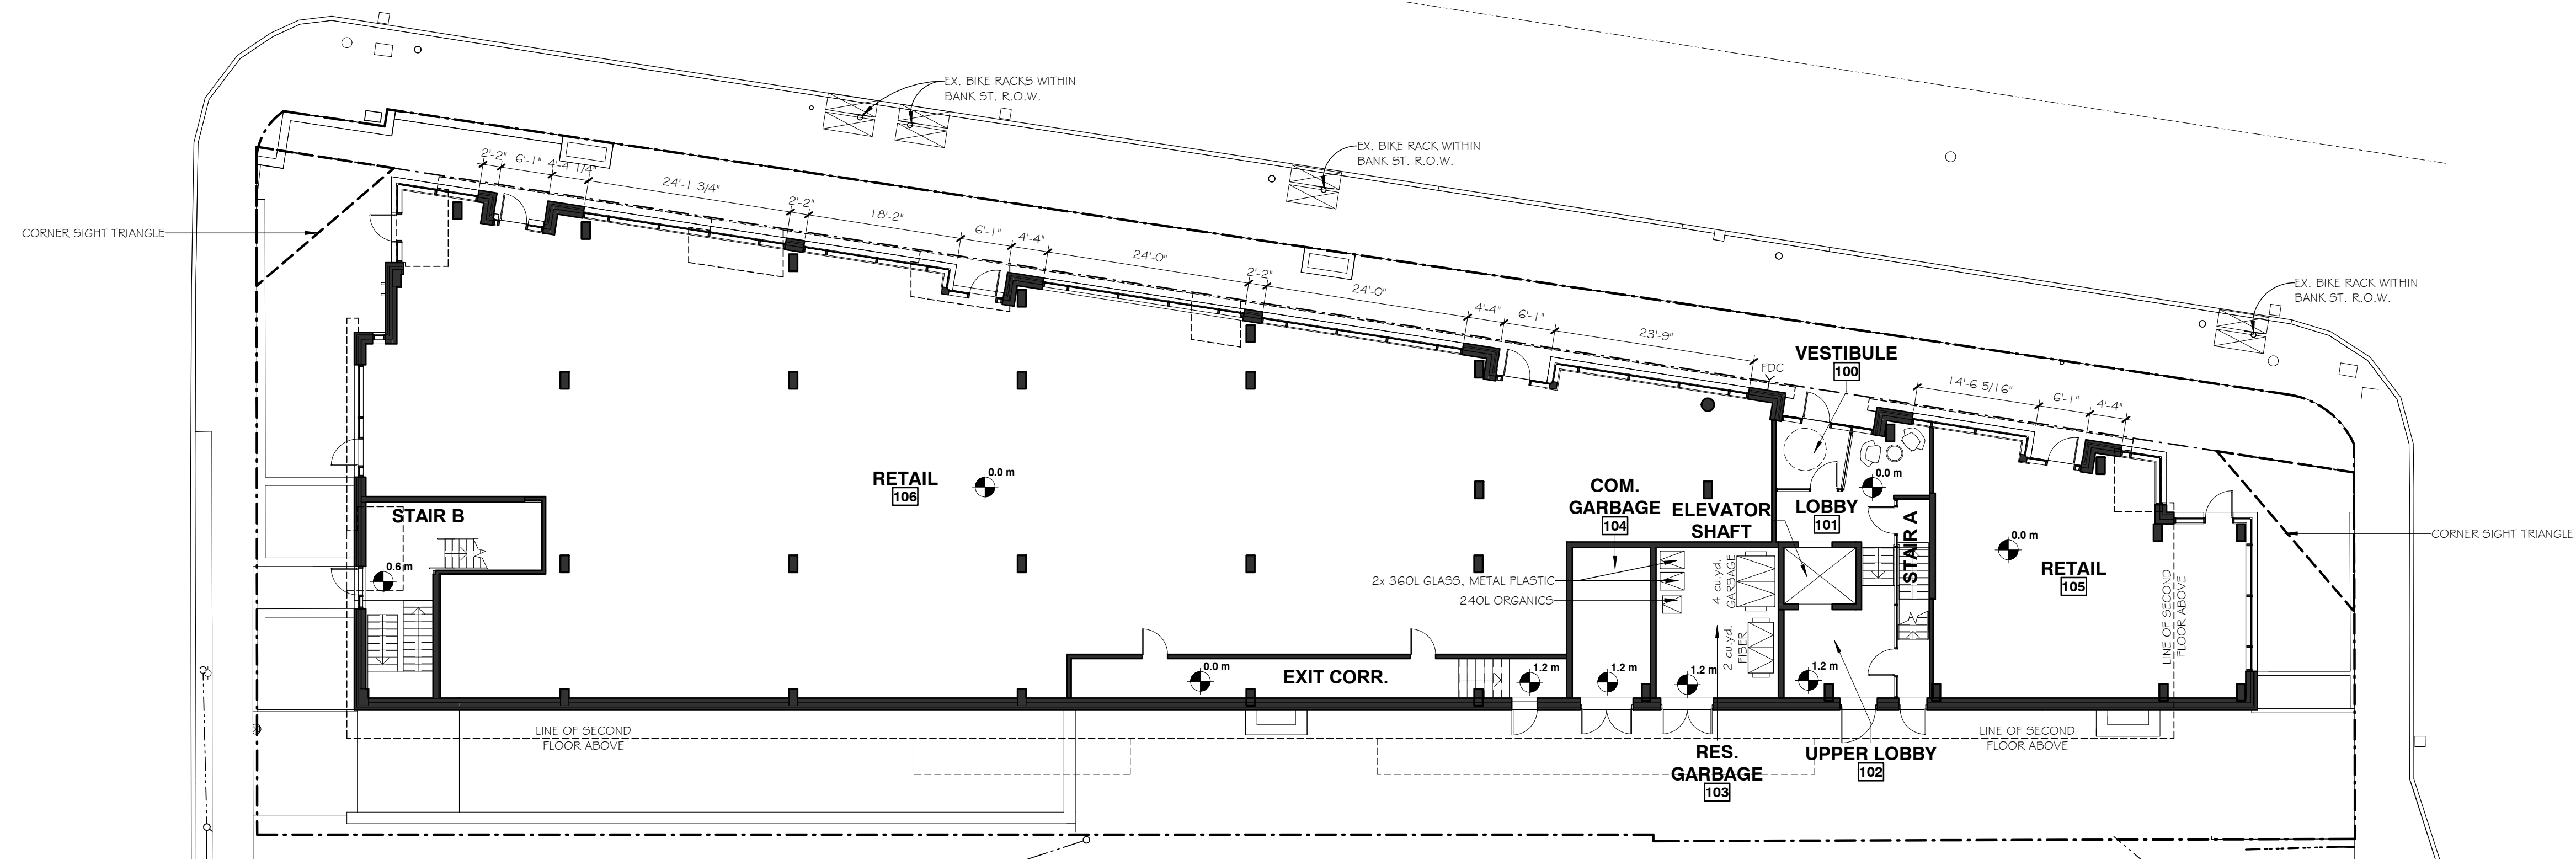 EX. BIKE RACKS WITHIN
BANK ST. R.O.W.
EX. BIKE RACK WITHIN
BANK ST. R.O.W.
EX. BIKE RACK WITHIN
BANK ST. R.O.W.
CORNER SIGHT TRIANGLE
2'-2"
6'-1"
4'-4 1/4"
24'-1 3/4"
2'-2"
18'-2"
6'-1"
4'-4"
24'-0"
2'-2"
24'-0"
4'-4"
6'-1"
23'-9"
FDC
VESTIBULE
100
14'-6 5/16"
6'-1"
4'-4"
RETAIL
106
0.0 m
COM.
GARBAGE
104
ELEVATOR
SHAFT
LOBBY
101
0.0 m
STAIR A
STAIR B
0.6 m
0.0 m
RETAIL
105
CORNER SIGHT TRIANGLE
LINE OF SECOND
FLOOR ABOVE
2x 360L GLASS, METAL PLASTIC
240L ORGANICS
4 cu.yd.
GARBAGE
2 cu.yd.
FIBER
0.0 m
EXIT CORR.
1.2 m
1.2 m
1.2 m
1.2 m
LINE OF SECOND
FLOOR ABOVE
RES.
GARBAGE
103
UPPER LOBBY
102
LINE OF SECOND
FLOOR ABOVE